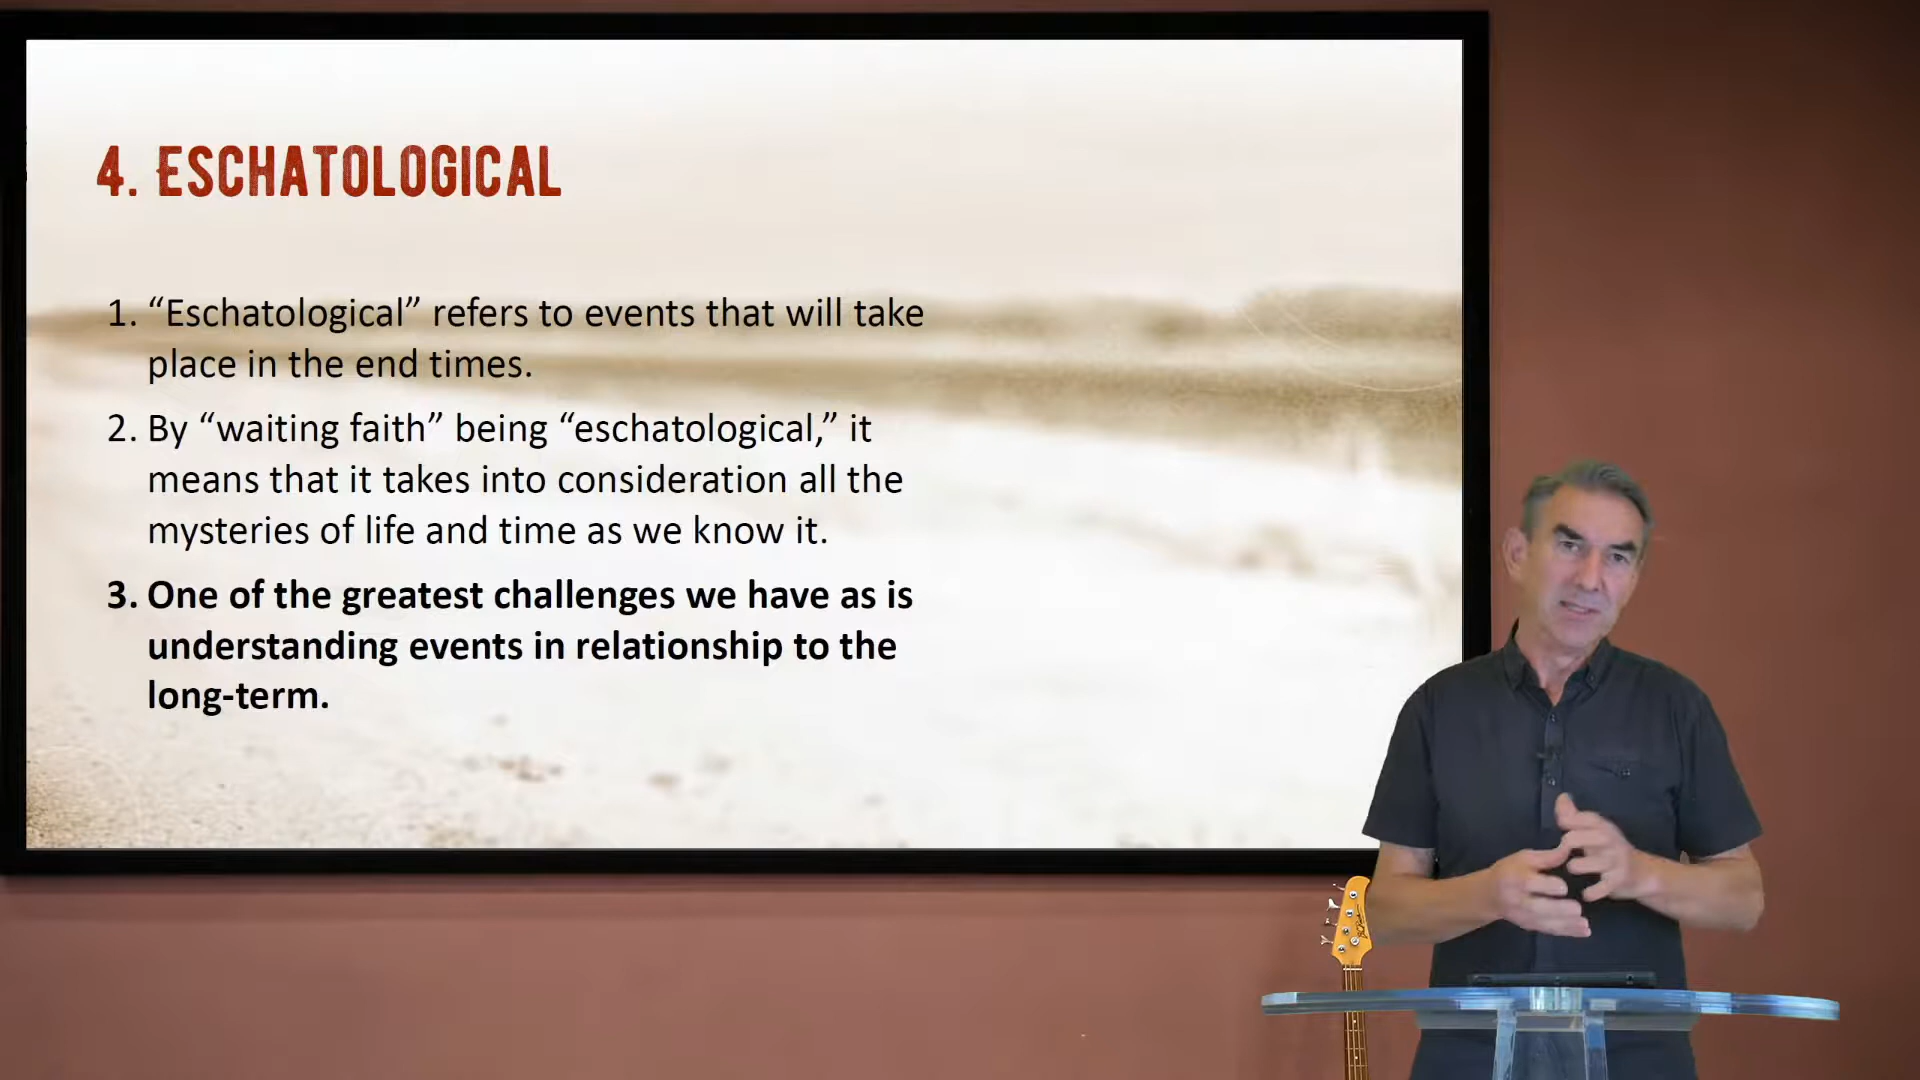 4. ESCHATOLOGICAL
1. “Eschatological” refers to events that will take
place in the end times.
2. By “waiting faith” being “eschatological,” it
means that it takes into consideration all the
mysteries of life and time as we know it.
3. One of the greatest challenges we have as is
understanding events in relationship to the
long-term.